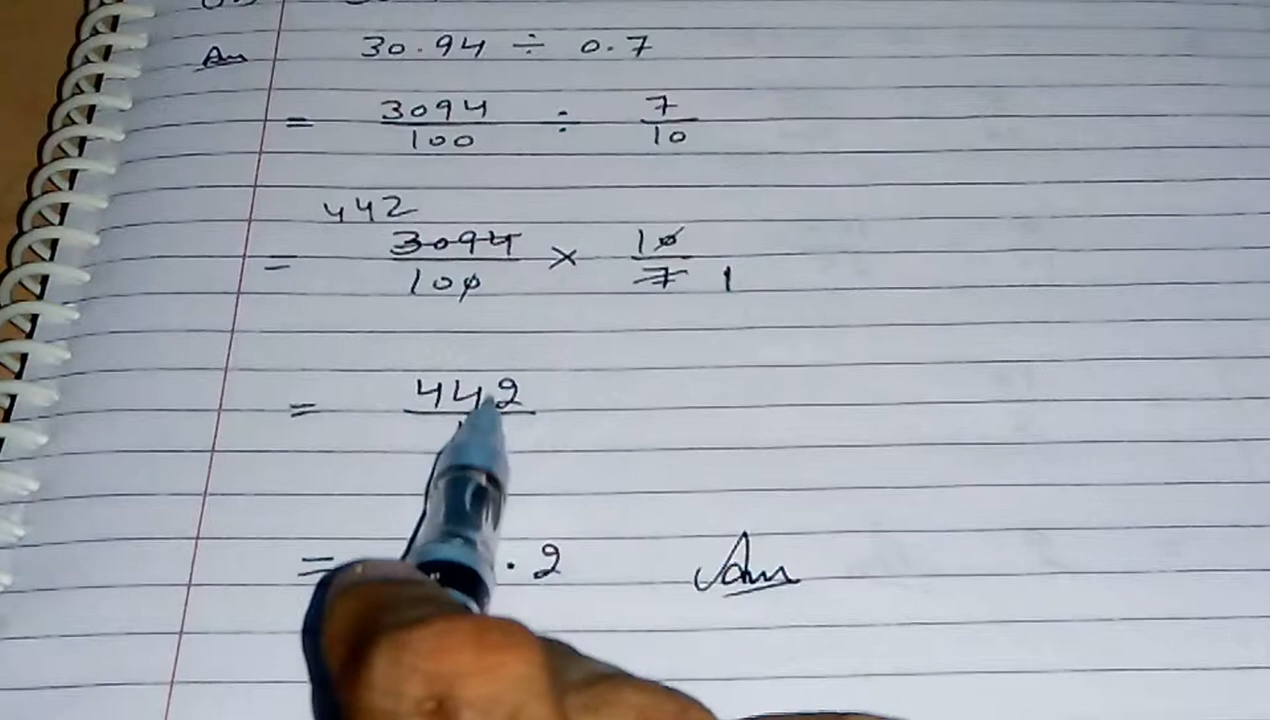 Ans 30.94 ÷ 0.7
= 3094/100 ÷ 7/10
442
= 3094/100 × 10/7 1
= 442
= .2 Ans